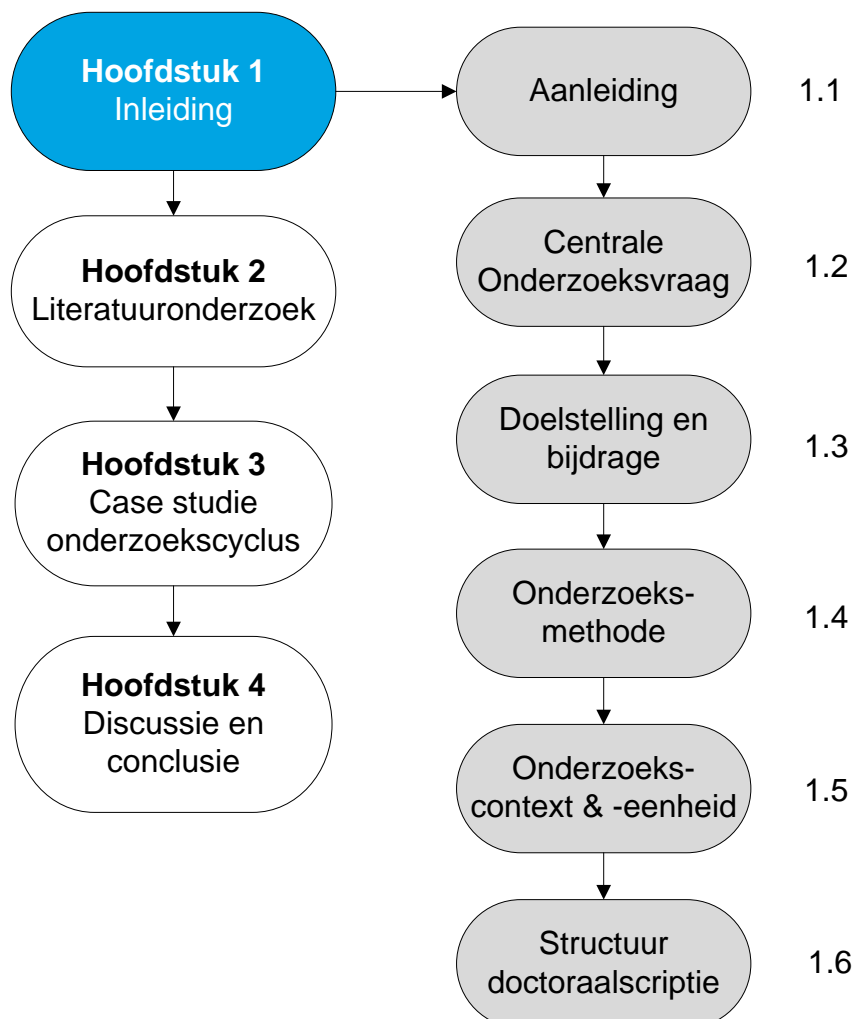 Hoofdstuk 1
Inleiding
Hoofdstuk 2
Literatuuronderzoek
Hoofdstuk 3
Case studie
onderzoekscyclus
Hoofdstuk 4
Discussie en
conclusie
Aanleiding
1.1
Centrale
Onderzoeksvraag
1.2
Doelstelling en
bijdrage
1.3
Onderzoeks-
methode
1.4
Onderzoeks-
context & -eenheid
1.5
Structuur
doctoraalscriptie
1.6